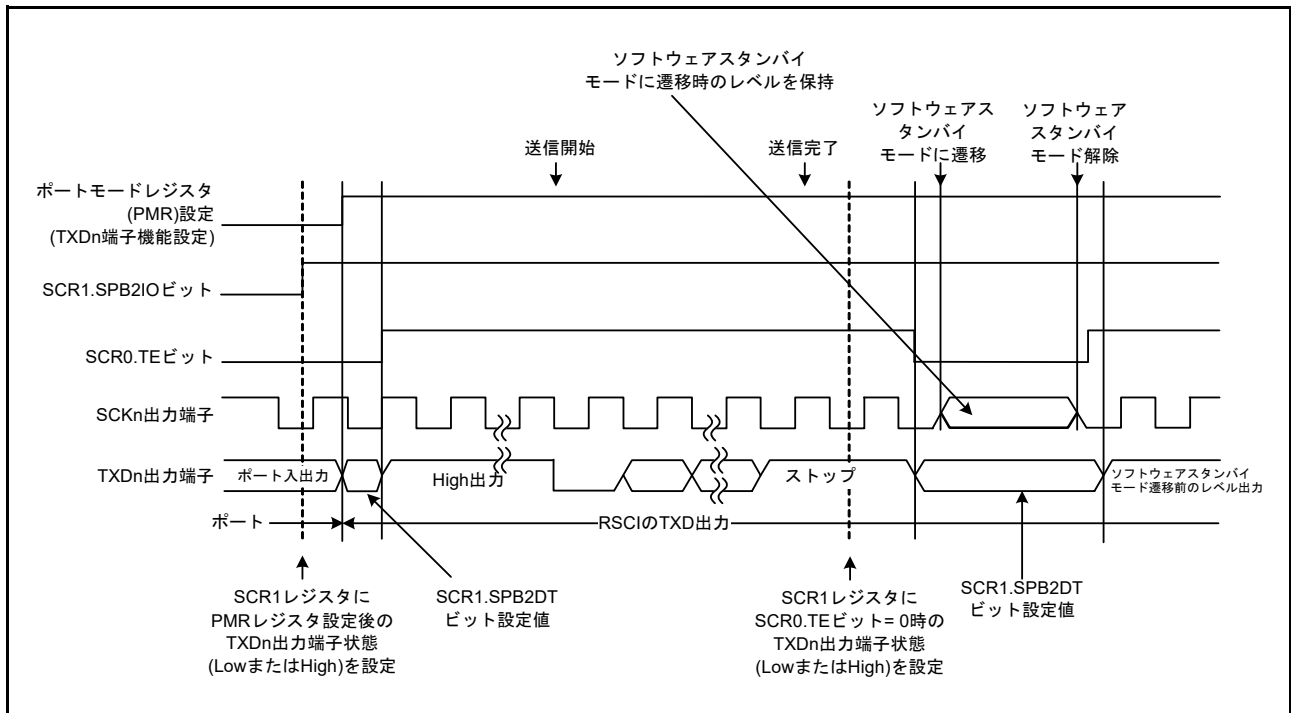 ソフトウェアスタンバイ
モードに遷移時のレベルを保持
ソフトウェアス
タンバイ
モードに遷移
ソフトウェア
スタンバイ
モード解除
送信開始
送信完了
ポートモードレジスタ
(PMR)設定
(TXDn端子機能設定)
SCR1.SPB2IOビット
SCR0.TEビット
SCKn出力端子
TXDn出力端子
ポート入出力
High出力
ストップ
ソフトウェアスタンバイ
モード遷移前のレベル出力
ポート
RSCIのTXD出力
SCR1レジスタに
PMRレジスタ設定後の
TXDn出力端子状態
(LowまたはHigh)を設定
SCR1.SPB2DT
ビット設定値
SCR1レジスタに
SCR0.TEビット= 0時の
TXDn出力端子状態
(LowまたはHigh)を設定
SCR1.SPB2DT
ビット設定値